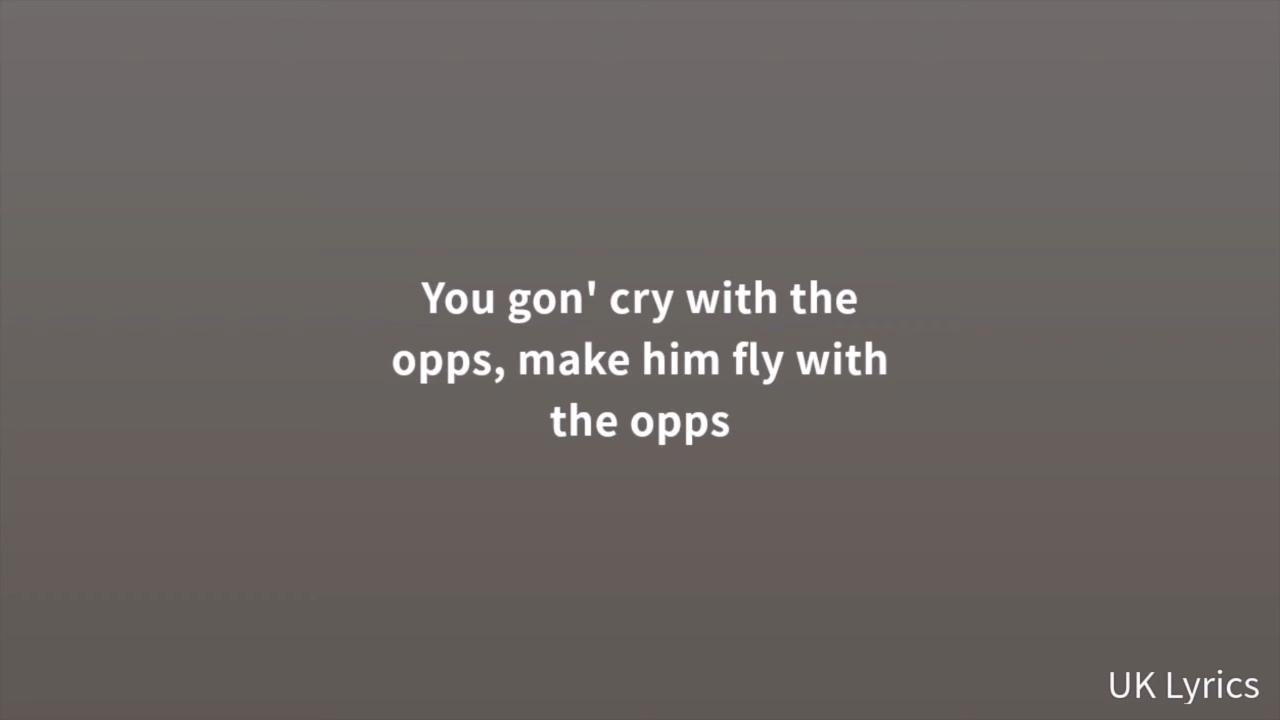 You gon' cry with the
opps, make him fly with
the opps
UK Lyrics